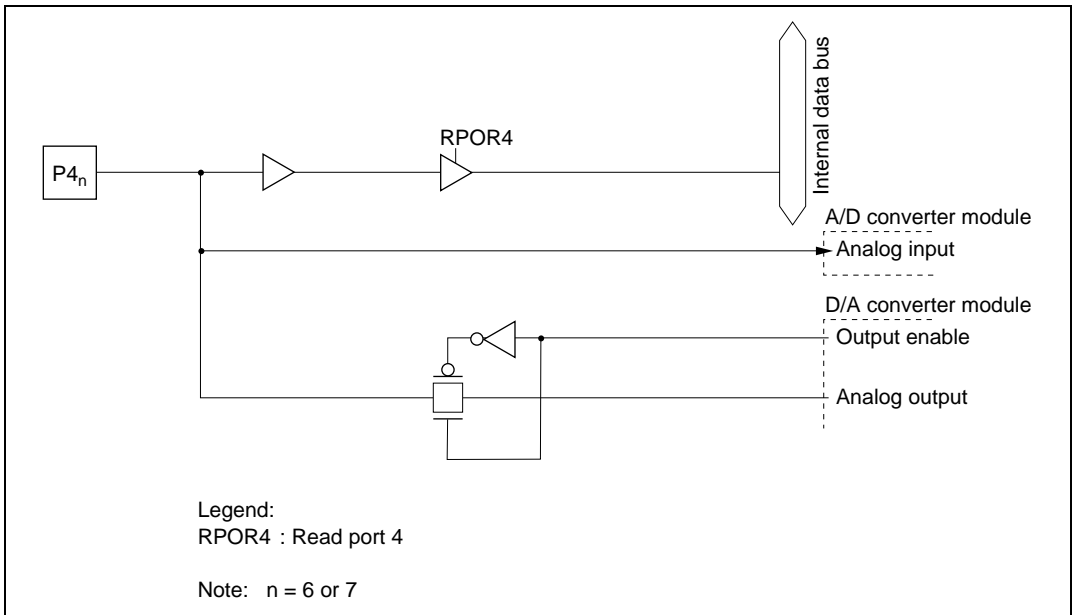 RPOR4
Internal data bus
P4n
A/D converter module
Analog input
D/A converter module
Output enable
Analog output
Legend:
RPOR4 : Read port 4
Note: n = 6 or 7